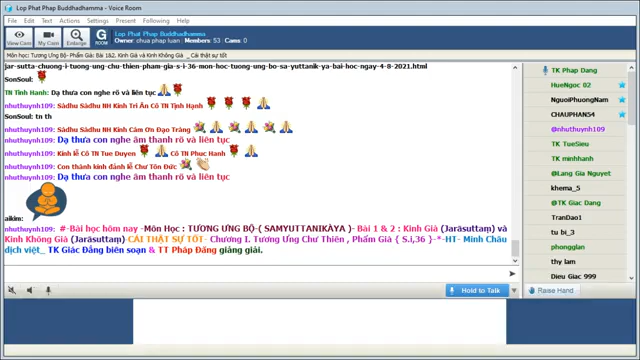 Lop Phat Phap Buddhadhamma - Voice Room
File Edit Text Actions Settings Present Following Help
View Cam
My Cam
Enlarge
G
ROOM
Lop Phat Phap Buddhadhamma
Owner: chua phap luan : Members: 53 , Cams: 0
Môn học: Tương Ưng Bộ- Phẩm Già: Bài 1&2, Kinh Già và Kinh Không Già _ Cái thật sự tốt
jar-sutta-chuong-i-tuong-ung-chu-thien-pham-gia-s-i-36-mon-hoc-tuong-ung-bo-sa-yuttanik-ya-bai-hoc-ngay-4-8-2021.html
SonSoul:
TN Tinh Hanh: Dạ thưa con nghe âm thanh rõ và liên tục
nhuthuynh109: Sādhu Sādhu NH Kính Tri Ân Cô TN Tịnh Hạnh
SonSoul: tn th
nhuthuynh109: Sādhu Sādhu NH Kính Cám Ơn Đạo Tràng
nhuthuynh109: Dạ thưa con nghe âm thanh rõ và liên tục
nhuthuynh109: Kính lễ Cô TN Tue Duyen Cô TN Phuc Hanh
nhuthuynh109: Con thành kính đảnh lễ Chư Tôn Đức
nhuthuynh109: Dạ thưa con nghe âm thanh rõ và liên tục
aikim:
nhuthuynh109: #-Bài học hôm nay -Môn Học : TƯƠNG ƯNG BỘ-( SAMYUTTANIKÀYA )- Bài 1 & 2 : Kinh Già (Jarāsuttaṃ) và
Kinh Không Già (Jarāsuttaṃ) CÁI THẬT SỰ TỐT- Chương I. Tương Ưng Chư Thiên , Phẩm Già { S.i,36 }-*-HT- Minh Châu
dịch việt_ TK Giác Đẳng biên soạn & TT Pháp Đăng giảng giải.
Hold to Talk
TK Phap Dang
HueNgoc 02
NguoiPhuongNam
CHAUPHAN54
@nhuthuynh109
TK TueSieu
TK minhhanh
@Lang Gia Nguyet
khema_5
@TK Giac Dang
TranDao1
tu bi_3
phongglan
thy lam
Dieu Giac 999
Raise Hand